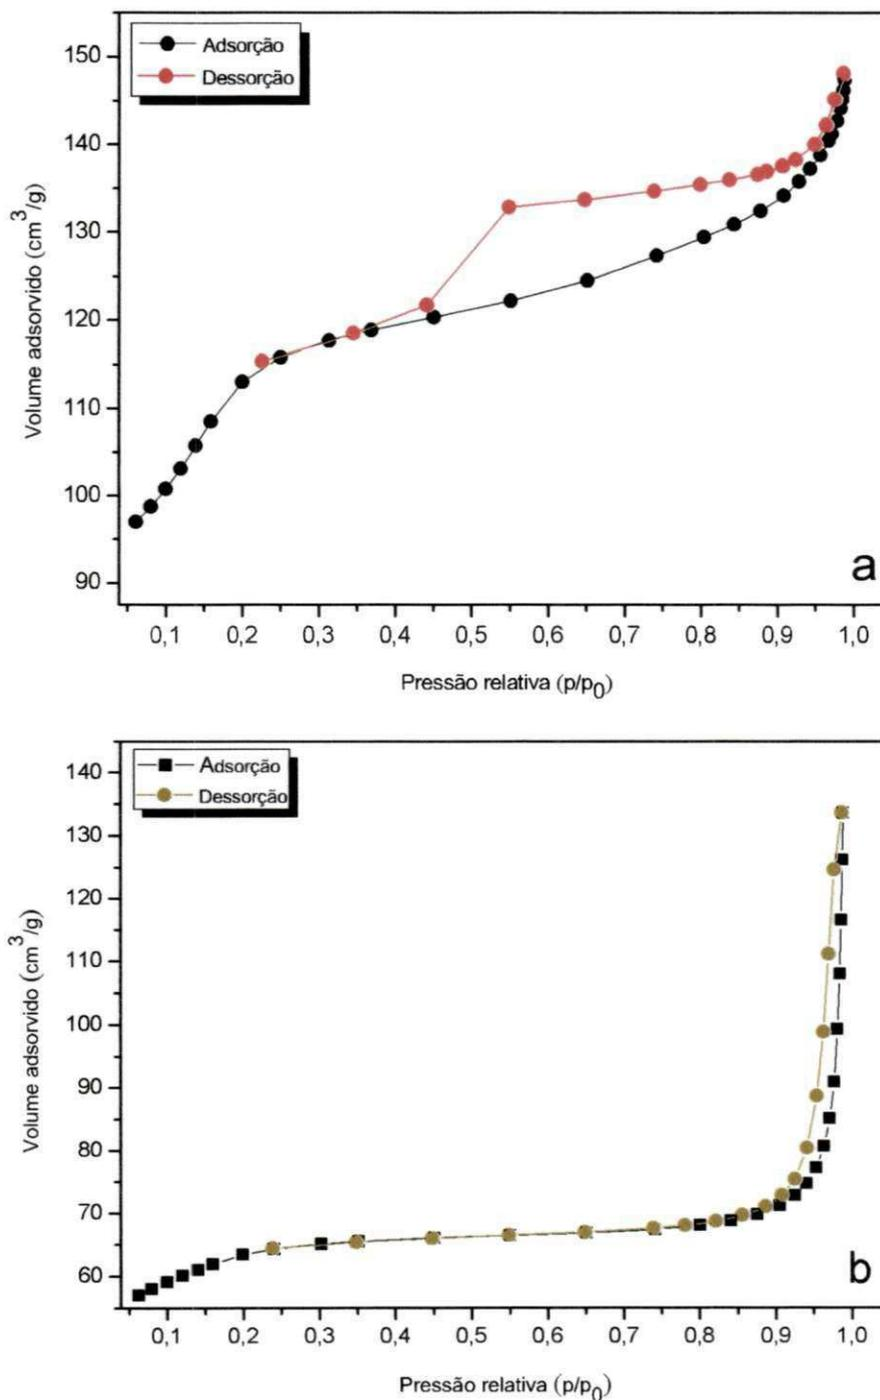 Adsorção
Dessorção
150
140
130
120
110
100
90
Volume adsorvido (cm³/g)
0,1 0,2 0,3 0,4 0,5 0,6 0,7 0,8 0,9 1,0
Pressão relativa (p/p₀)
a
Adsorção
Dessorção
140
130
120
110
100
90
80
70
60
Volume adsorvido (cm³/g)
0,1 0,2 0,3 0,4 0,5 0,6 0,7 0,8 0,9 1,0
Pressão relativa (p/p₀)
b